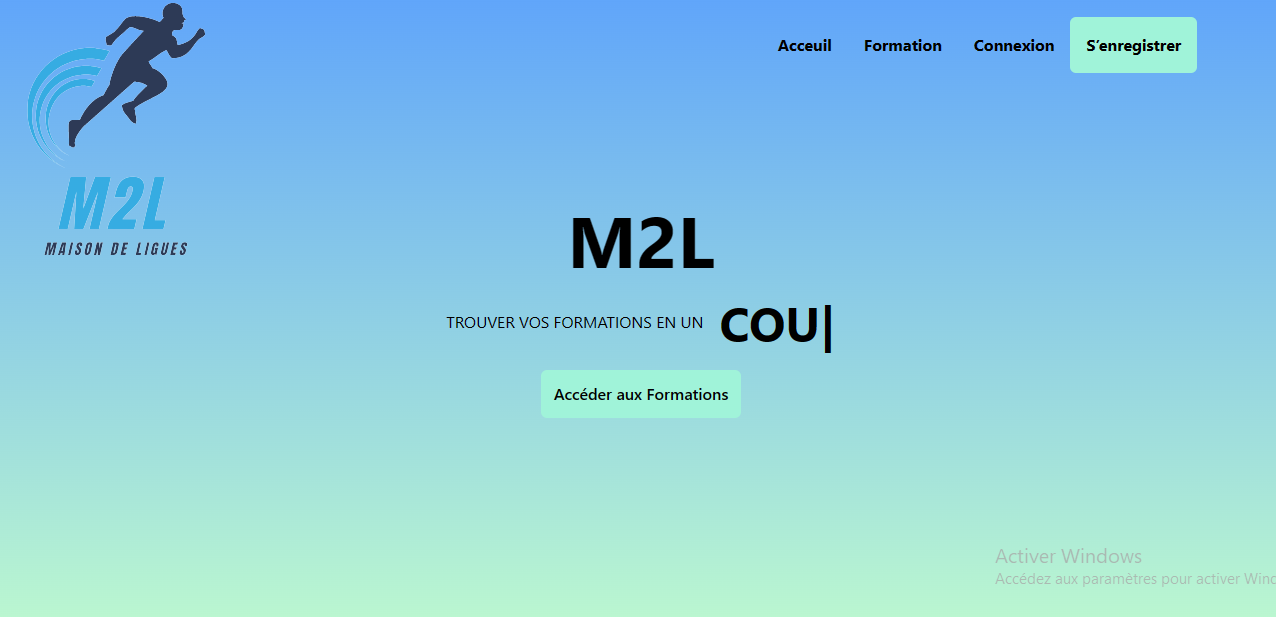 Acceuil Formation Connexion S'enregistrer
M2L
MAISON DE LIGUES
M2L
TROUVER VOS FORMATIONS EN UN COU|
Accéder aux Formations
Activer Windows
Accédez aux paramètres pour activer Winc